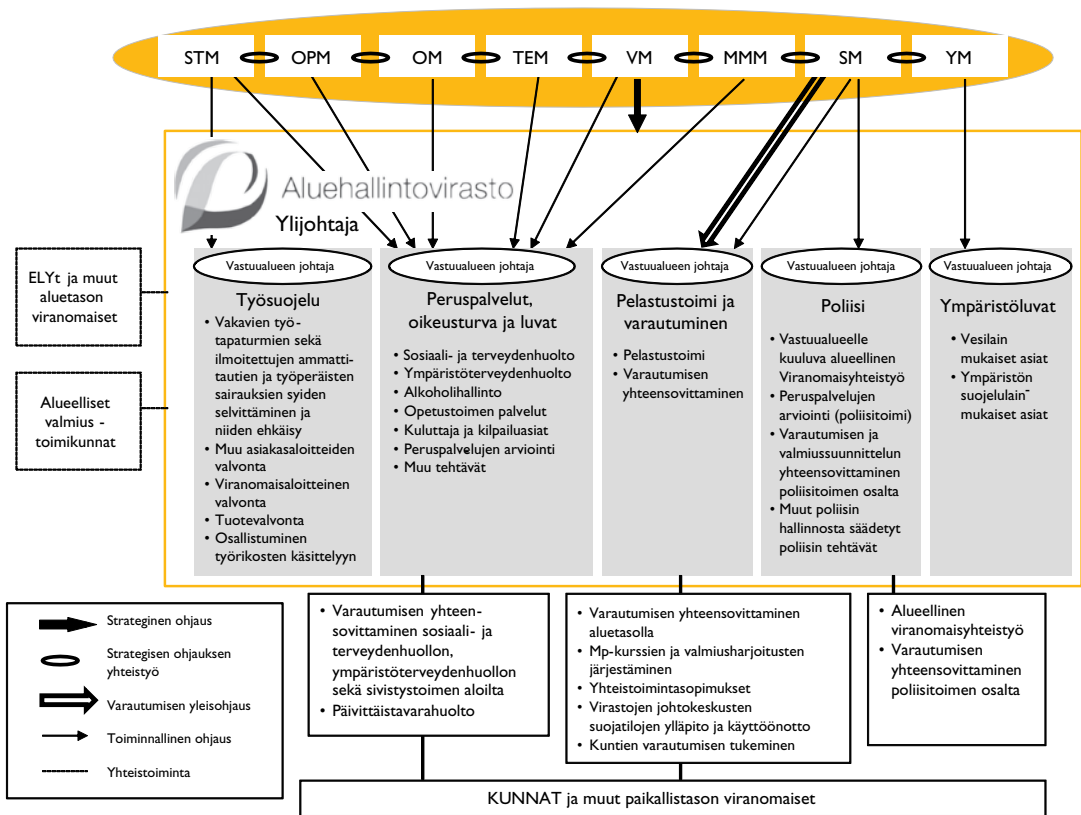 STM OPM OM TEM VM MMM SM YM
Aluehallintovirasto
Ylijohtaja
ELYt ja muut
aluetason
viranomaiset
Alueelliset
valmius -
toimikunnat
Vastuualueen johtaja
Työsuojelu
• Vakavien työ-
tapaturmien sekä
ilmoitettujen ammatti-
tautien ja työperäisten
sairauksien syiden
selvittäminen ja
niiden ehkäisy
• Muu asiakasaloitteiden
valvonta
• Viranomaisaloitteinen
valvonta
• Tuotevalvonta
• Osallistuminen
työrikosten käsittelyyn
Vastuualueen johtaja
Peruspalvelut,
oikeusturva ja luvat
• Sosiaali- ja terveydenhuolto
• Ympäristöterveydenhuolto
• Alkoholihallinto
• Opetustoimen palvelut
• Kuluttaja ja kilpailuasiat
• Peruspalvelujen arviointi
• Muu tehtävät
Vastuualueen johtaja
Pelastustoimi ja
varautuminen
• Pelastustoimi
• Varautumisen
yhteensovittaminen
Vastuualueen johtaja
Poliisi
• Vastuualueelle
kuuluva alueellinen
Viranomaisyhteistyö
• Peruspalvelujen
arviointi (poliisitoimi)
• Varautumisen ja
valmiussuunnittelun
yhteensovittaminen
poliisitoimen osalta
• Muut poliisin
hallinnosta säädetyt
poliisin tehtävät
Vastuualueen johtaja
Ympäristöluvat
• Vesilain
mukaiset asiat
• Ympäristön
suojelulain¯
mukaiset asiat
Strateginen ohjaus
Strategisen ohjauksen
yhteistyö
Varautumisen yleisohjaus
Toiminnallinen ohjaus
Yhteistoiminta
• Varautumisen yhteen-
sovittaminen sosiaali- ja
terveydenhuollon,
ympäristöterveydenhuollon
sekä sivistystoimen aloilta
• Päivittäistavarahuolto
• Varautumisen yhteensovittaminen
aluetasolla
• Mp-kurssien ja valmiusharjoitusten
järjestäminen
• Yhteistoimintasopimukset
• Virastojen johtokeskusten
suojatilojen ylläpito ja käyttöönotto
• Kuntien varautumisen tukeminen
• Alueellinen
viranomaisyhteistyö
• Varautumisen
yhteensovittaminen
poliisitoimen osalta
KUNNAT ja muut paikallistason viranomaiset